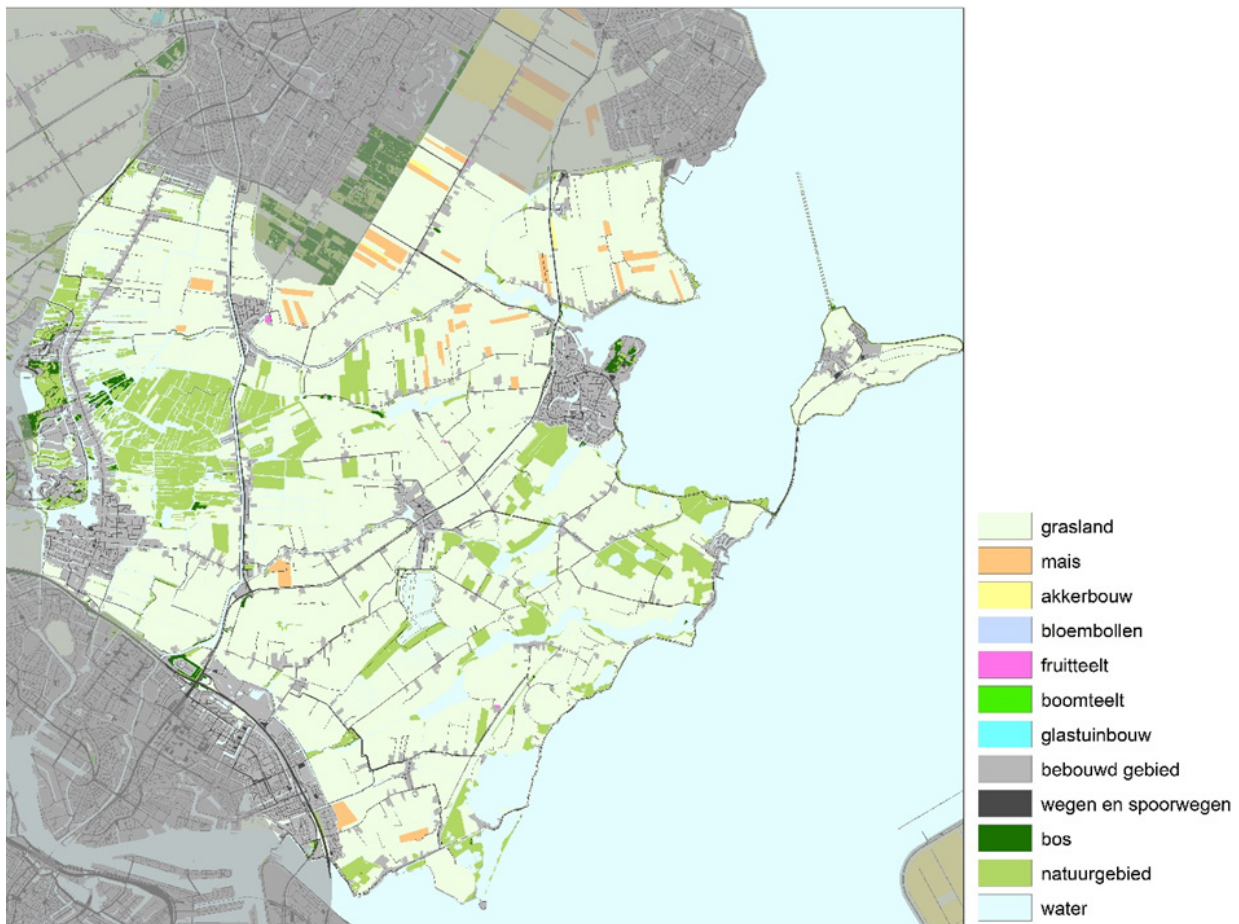 grasland
mais
akkerbouw
bloembollen
fruitteelt
boomteelt
glastuinbouw
bebouwd gebied
wegen en spoorwegen
bos
natuurgebied
water